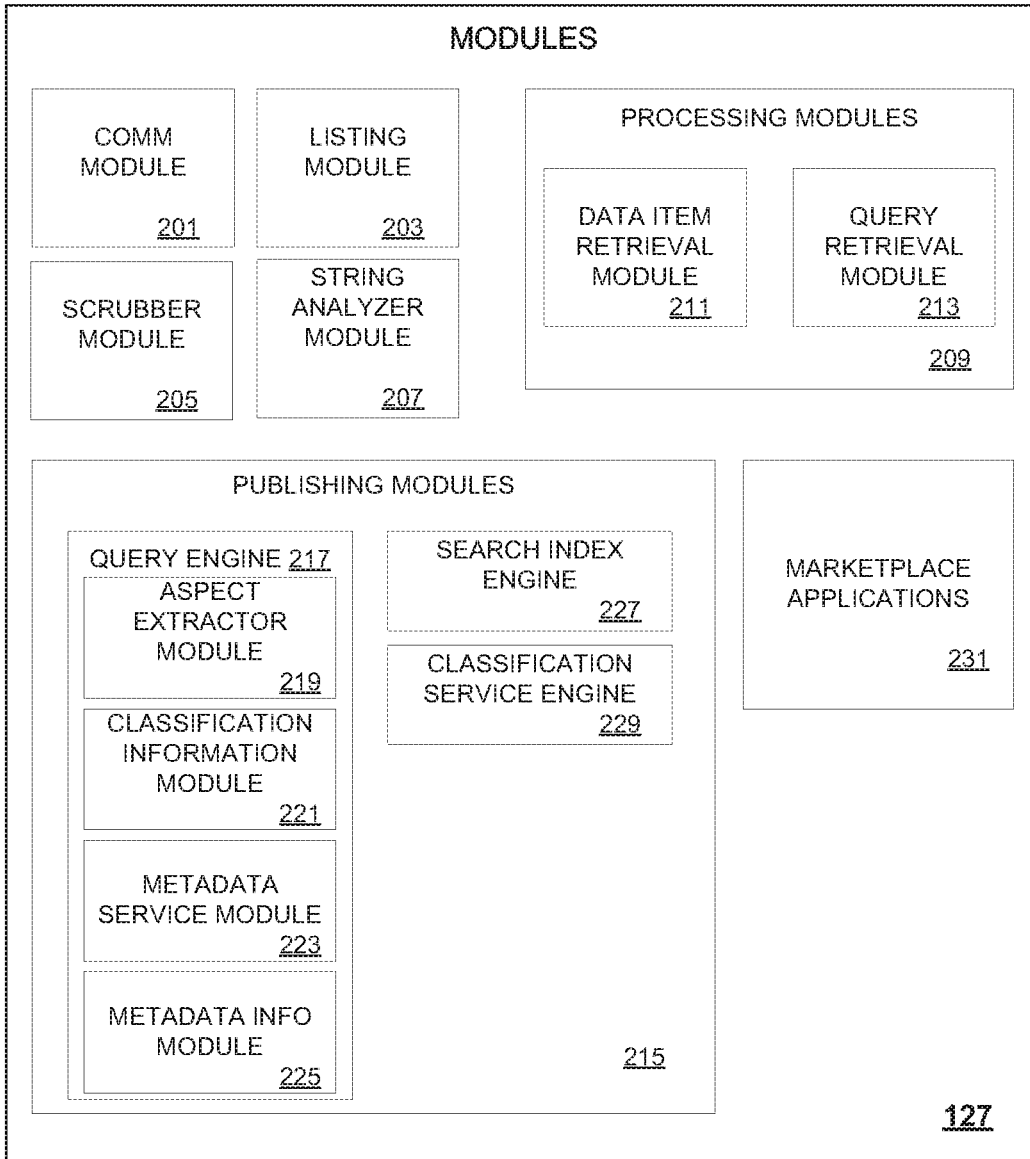 MODULES
COMM
MODULE
201
LISTING
MODULE
203
SCRUBBER
MODULE
205
STRING
ANALYZER
MODULE
207
PROCESSING MODULES
DATA ITEM
RETRIEVAL
MODULE
211
QUERY
RETRIEVAL
MODULE
213
209
PUBLISHING MODULES
QUERY ENGINE 217
ASPECT
EXTRACTOR
MODULE
219
CLASSIFICATION
INFORMATION
MODULE
221
METADATA
SERVICE MODULE
223
METADATA INFO
MODULE
225
SEARCH INDEX
ENGINE
227
CLASSIFICATION
SERVICE ENGINE
229
215
MARKETPLACE
APPLICATIONS
231
127